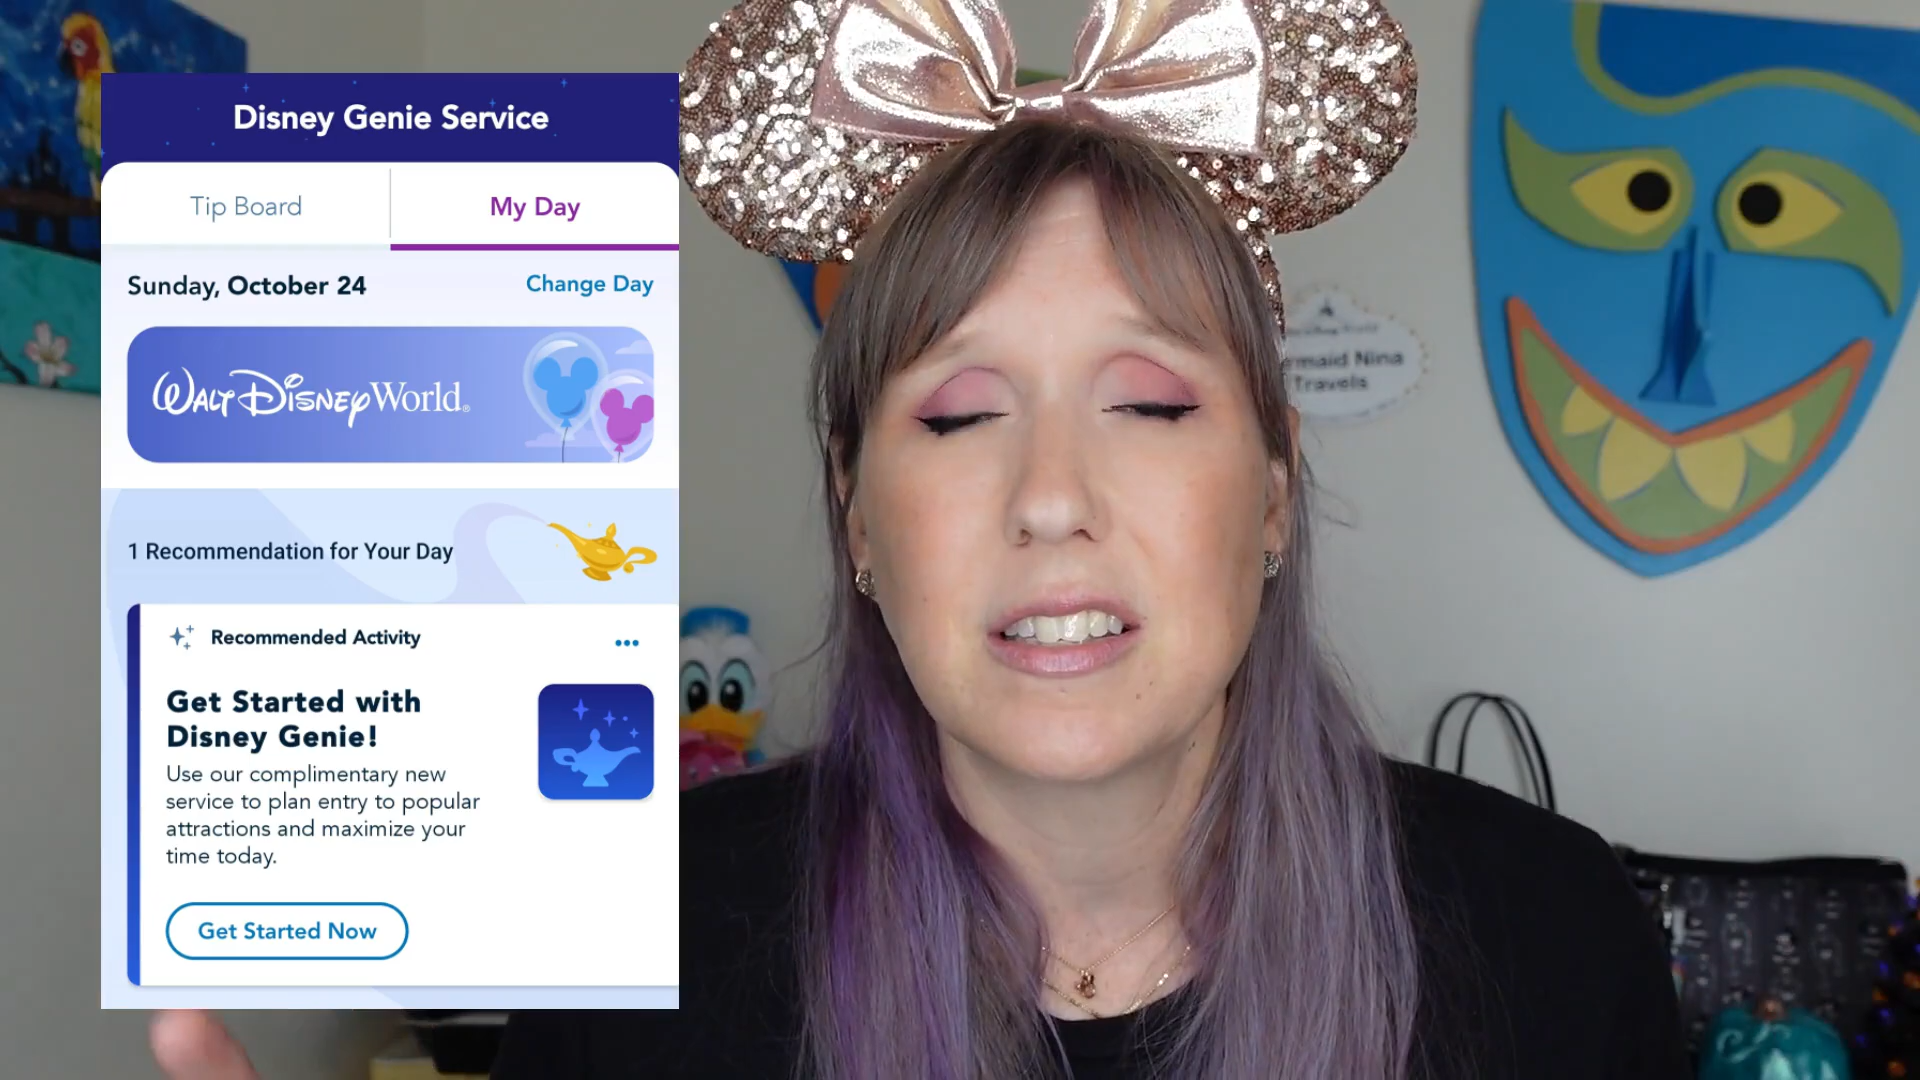 Disney Genie Service
Tip Board
My Day
Sunday, October 24
Change Day
Walt Disney World
1 Recommendation for Your Day
Recommended Activity
Get Started with
Disney Genie!
Use our complimentary new
service to plan entry to popular
attractions and maximize your
time today.
Get Started Now
rmaid Nina
Travels